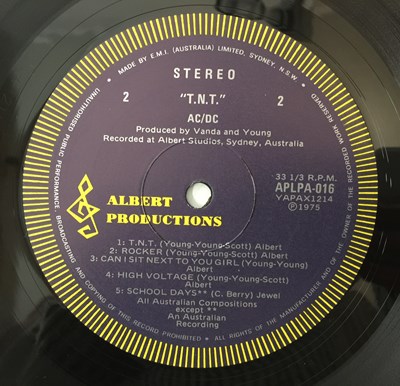 MADE BY E.M.I. (AUSTRALIA) LIMITED, SYDNEY, N.S.W.
STEREO
2 "T.N.T." 2
AC/DC
Produced by Vanda and Young
Recorded at Albert Studios, Sydney, Australia
33 1/3 R.P.M.
APLPA-016
YAPAX1214
Ⓟ1975
ALBERT
PRODUCTIONS
1: T.N.T. (Young-Young-Scott) Albert
2: ROCKER (Young-Young-Scott) Albert
3: CAN I SIT NEXT TO YOU GIRL (Young-Young)
Albert
4: HIGH VOLTAGE (Young-Young-Scott)
Albert
5: SCHOOL DAYS** (C. Berry) Jewel
All Australian Compositions
except **
An Australian
Recording
UNAUTHORISED PUBLIC PERFORMANCE BROADCASTING AND COPYING OF THIS RECORD PROHIBITED • ALL RIGHTS OF THE MANUFACTURER AND OF THE OWNER OF THE RECORDED WORK RESERVED